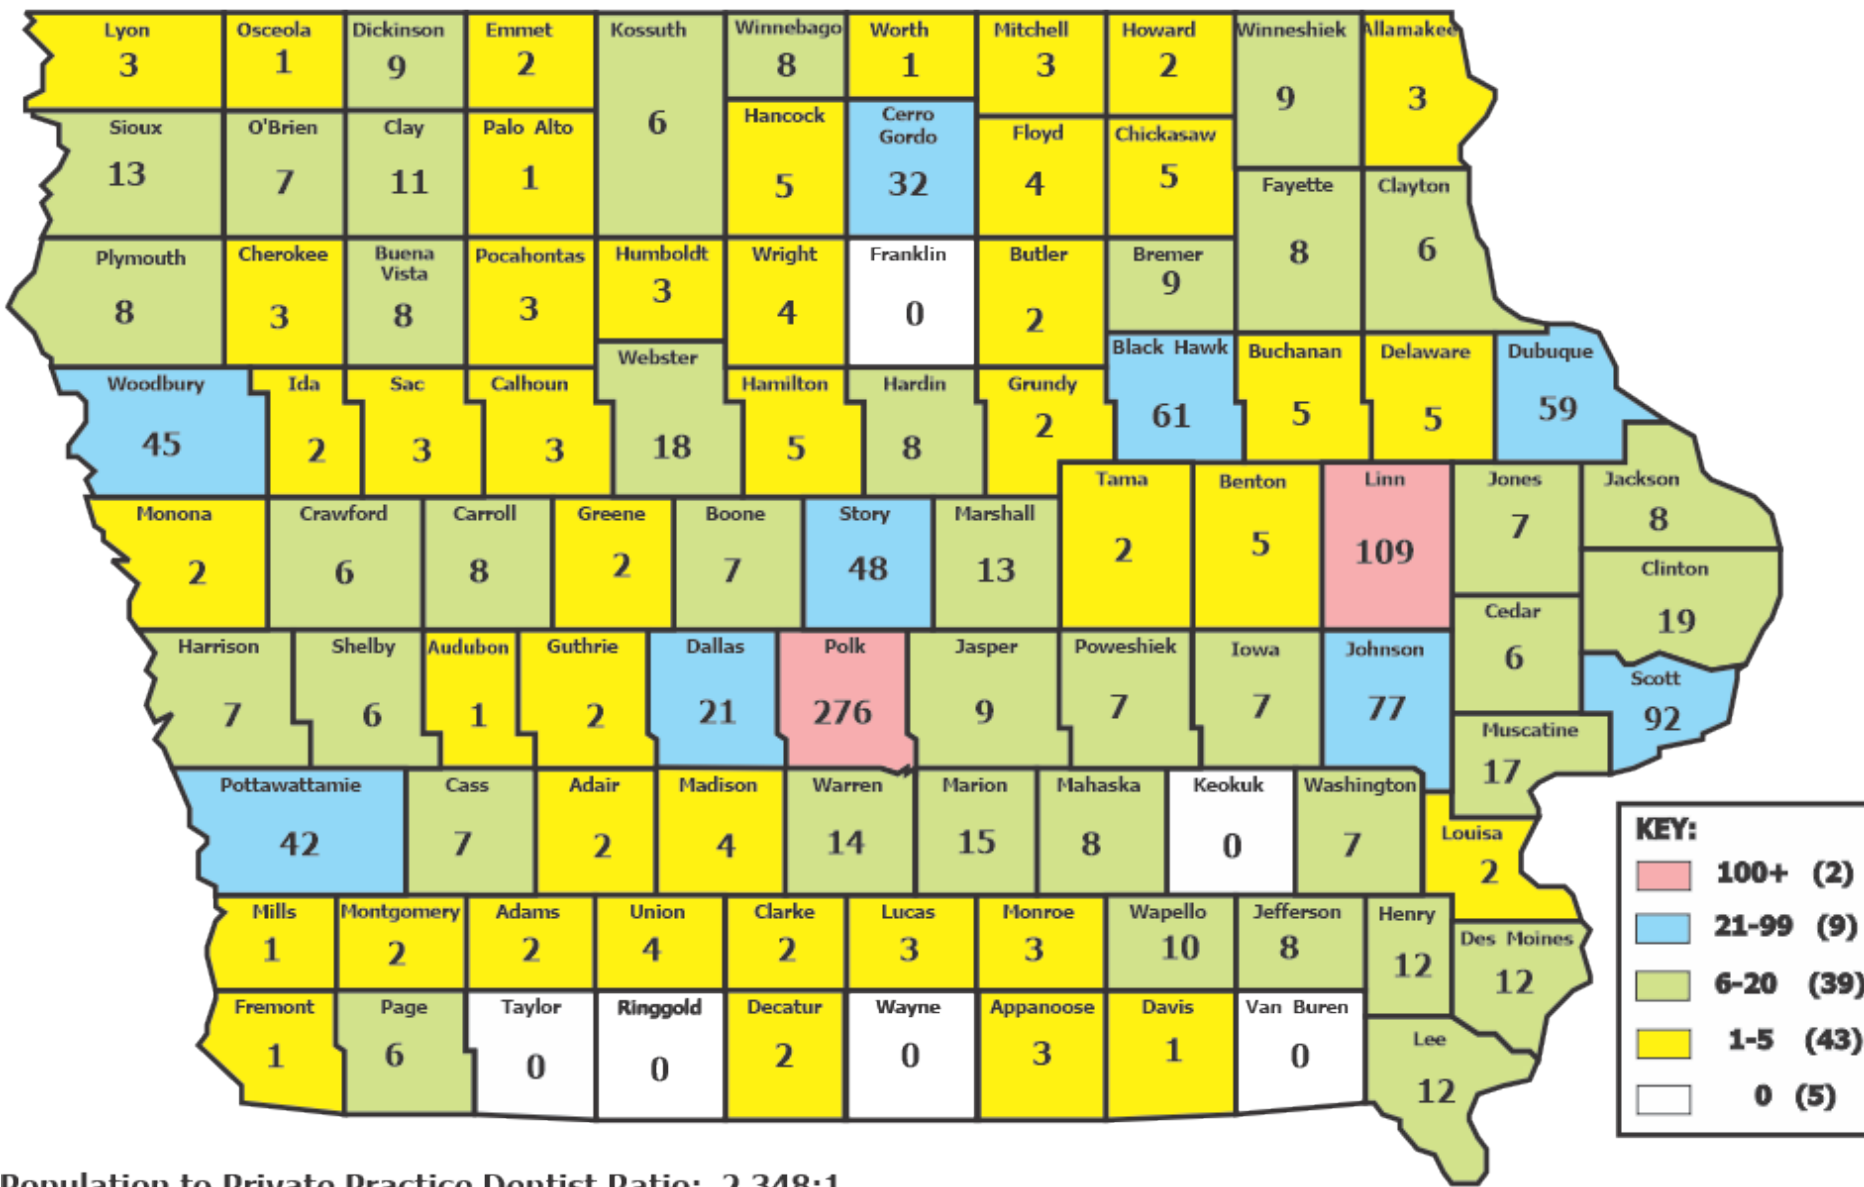 Lyon Osceola Dickinson Emmet Kossuth Winnebago Worth Mitchell Howard Winneshiek Allamakee
3 1 9 2 6 8 1 3 2 9 3
Sioux O'Brien Clay Palo Alto Hancock Cerro Gordo Floyd Chickasaw
13 7 11 1 5 32 4 5
Fayette Clayton
8 6
Plymouth Cherokee Buena Vista Pocahontas Humboldt Wright Franklin Butler Bremer
8 3 8 3 3 4 0 2 9
Black Hawk Buchanan Delaware Dubuque
61 5 5 59
Woodbury Ida Sac Calhoun Webster Hamilton Hardin Grundy
45 2 3 3 18 5 8 2
Tama Benton Linn Jones Jackson
2 5 109 7 8
Monona Crawford Carroll Greene Boone Story Marshall
2 6 8 2 7 48 13
Clinton
19
Cedar
6
Harrison Shelby Audubon Guthrie Dallas Polk Jasper Poweshiek Iowa Johnson
7 6 1 2 21 276 9 7 7 77
Scott
92
Muscatine
17
Pottawattamie Cass Adair Madison Warren Marion Mahaska Keokuk Washington
42 7 2 4 14 15 8 0 7
Louisa
2
Mills Montgomery Adams Union Clarke Lucas Monroe Wapello Jefferson Henry
1 2 2 4 2 3 3 10 8 12
Des Moines
12
Fremont Page Taylor Ringgold Decatur Wayne Appanoose Davis Van Buren
1 6 0 0 2 0 3 1 0
Lee
12
KEY:
100+ (2)
21-99 (9)
6-20 (39)
1-5 (43)
0 (5)
Population to Private Practice Dentist Ratio: 2,348:1